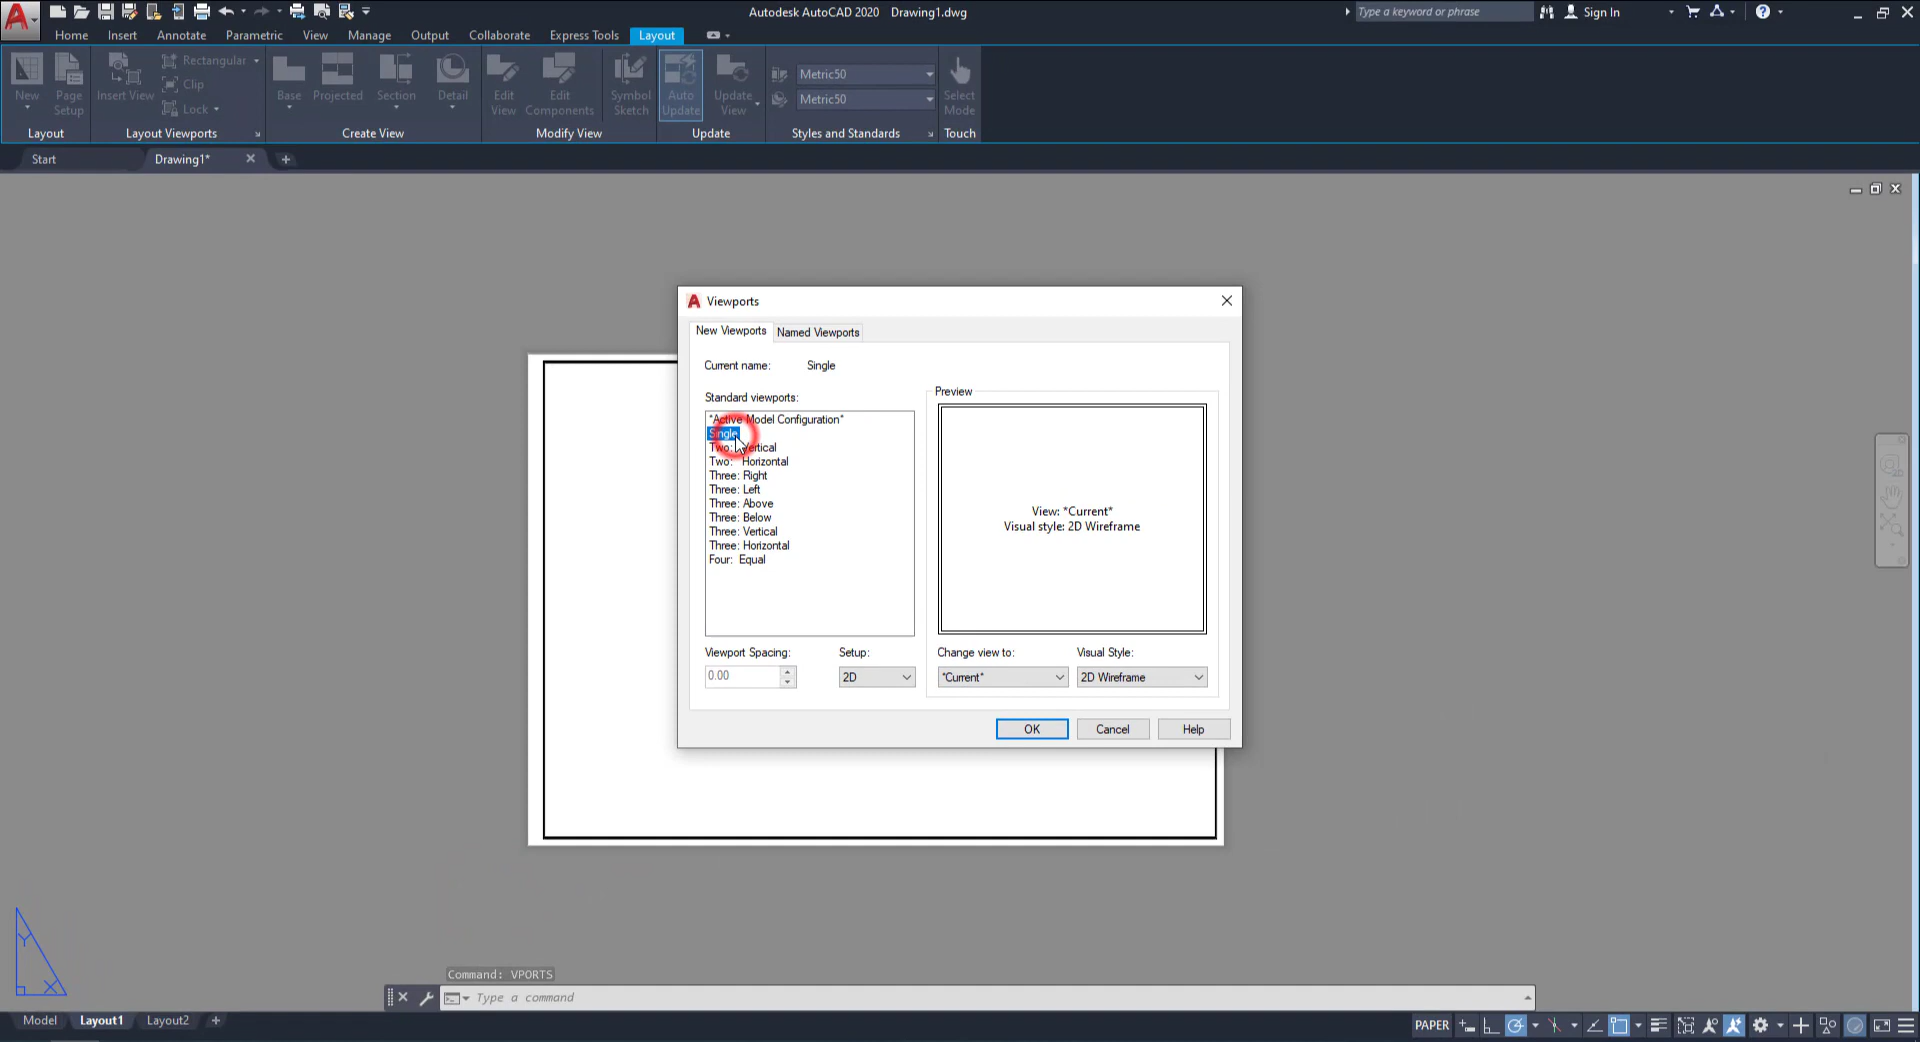 Autodesk AutoCAD 2020 Drawing1.dwg
Type a keyword or phrase
Sign In
Home Insert Annotate Parametric View Manage Output Collaborate Express Tools Layout
New
Page Setup
Insert View
Rectangular
Clip
Lock
Base
Projected
Section
Detail
Edit View
Edit Components
Symbol Sketch
Auto Update
Update View
Metric50
Metric50
Select Mode
Layout
Layout Viewports
Create View
Modify View
Update
Styles and Standards
Touch
Start
Drawing1*
Viewports
New Viewports
Named Viewports
Current name: Single
Standard viewports:
*Active Model Configuration*
Single
Two: Vertical
Two: Horizontal
Three: Right
Three: Left
Three: Above
Three: Below
Three: Vertical
Three: Horizontal
Four: Equal
Preview
View: *Current*
Visual style: 2D Wireframe
Viewport Spacing:
0.00
Setup:
2D
Change view to:
*Current*
Visual Style:
2D Wireframe
OK
Cancel
Help
Y
X
Command: VPORTS
Type a command
Model
Layout1
Layout2
PAPER